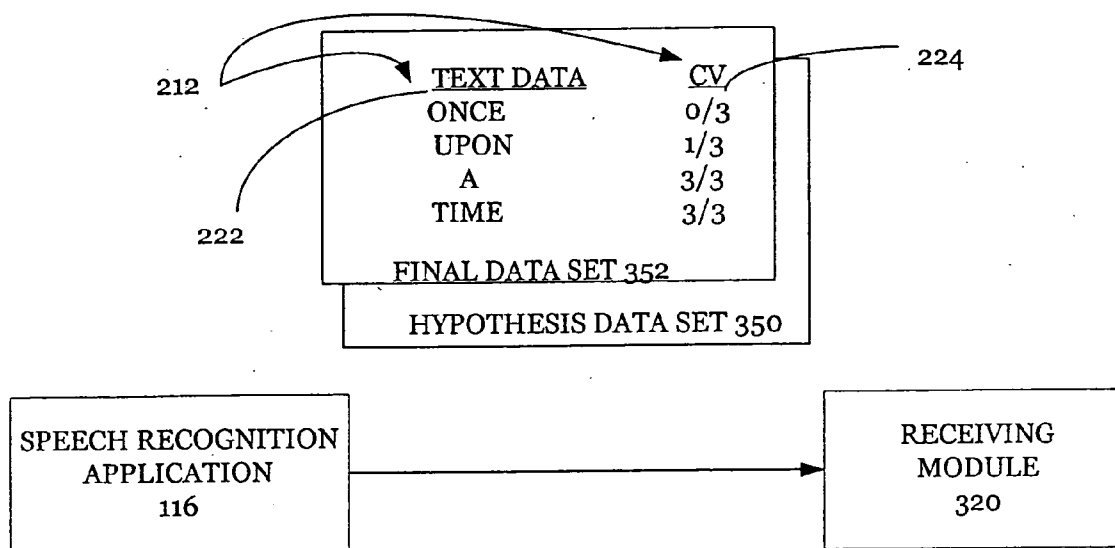 212
TEXT DATA CV
224
ONCE 0/3
UPON 1/3
A 3/3
TIME 3/3
222
FINAL DATA SET 352
HYPOTHESIS DATA SET 350
SPEECH RECOGNITION
APPLICATION
116
RECEIVING
MODULE
320